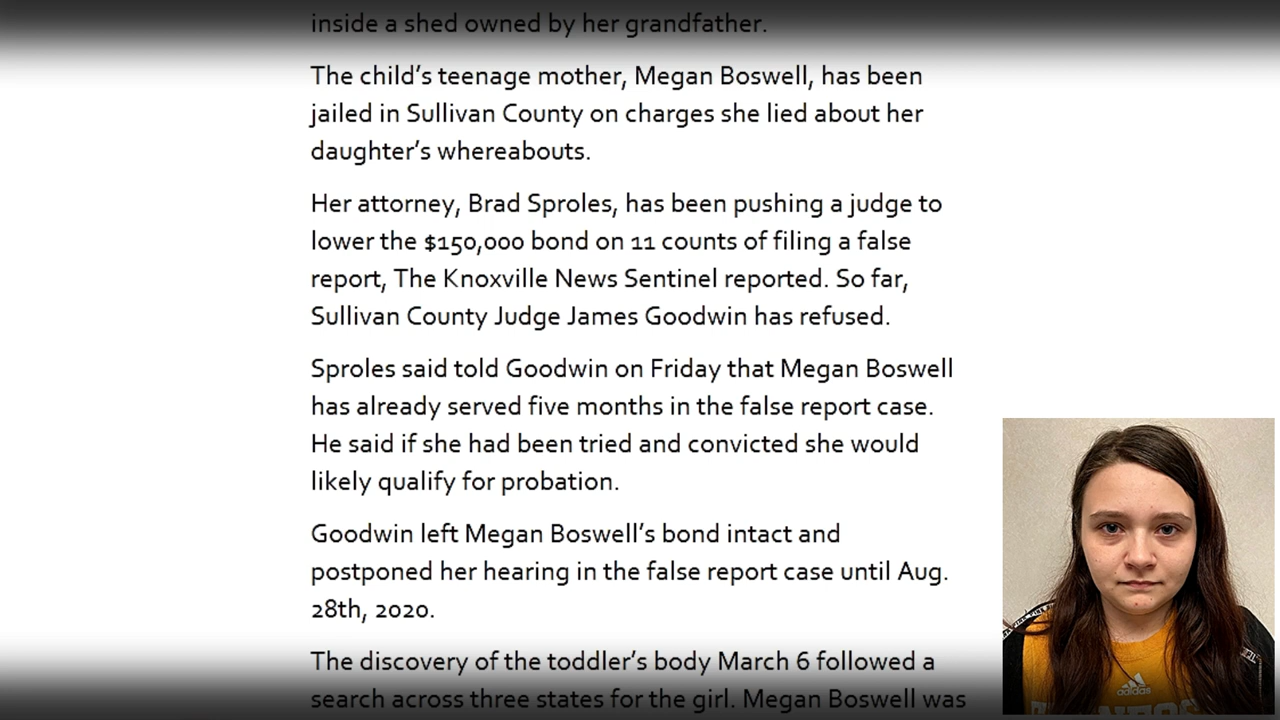 inside a shed owned by her grandfather.
The child's teenage mother, Megan Boswell, has been
jailed in Sullivan County on charges she lied about her
daughter's whereabouts.
Her attorney, Brad Sproles, has been pushing a judge to
lower the $150,000 bond on 11 counts of filing a false
report, The Knoxville News Sentinel reported. So far,
Sullivan County Judge James Goodwin has refused.
Sproles said told Goodwin on Friday that Megan Boswell
has already served five months in the false report case.
He said if she had been tried and convicted she would
likely qualify for probation.
Goodwin left Megan Boswell's bond intact and
postponed her hearing in the false report case until Aug.
28th, 2020.
The discovery of the toddler's body March 6 followed a
search across three states for the girl. Megan Boswell was
adidas